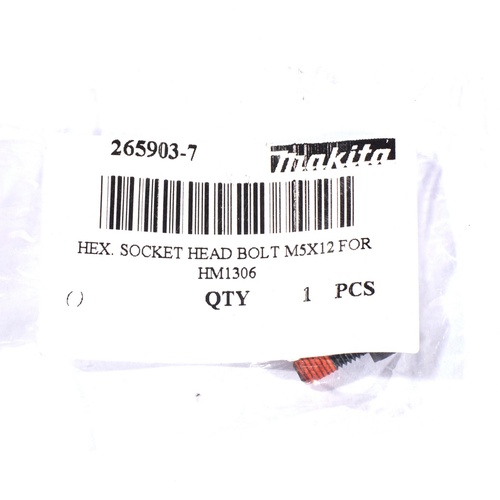 265903-7 makita
HEX. SOCKET HEAD BOLT M5X12 FOR
HM1306
() QTY 1 PCS